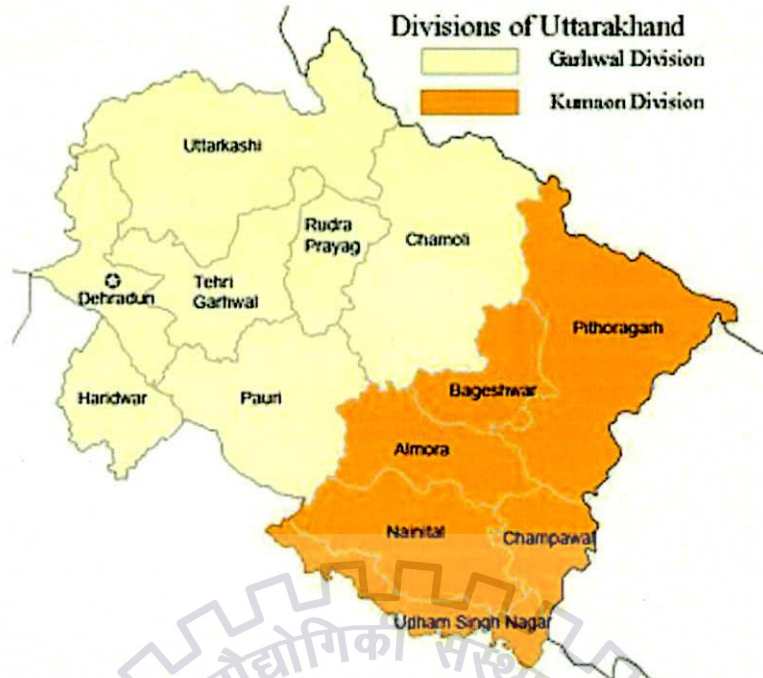 Divisions of Uttarakhand
Garhwal Division
Kumaon Division
Uttarkashi
Rudra
Prayag
Chamoli
Dehradun
Tehri
Garhwal
Pithoragarh
Haridwar
Pauri
Bageshwar
Almora
Nainital
Champawat
Udham Singh Nagar